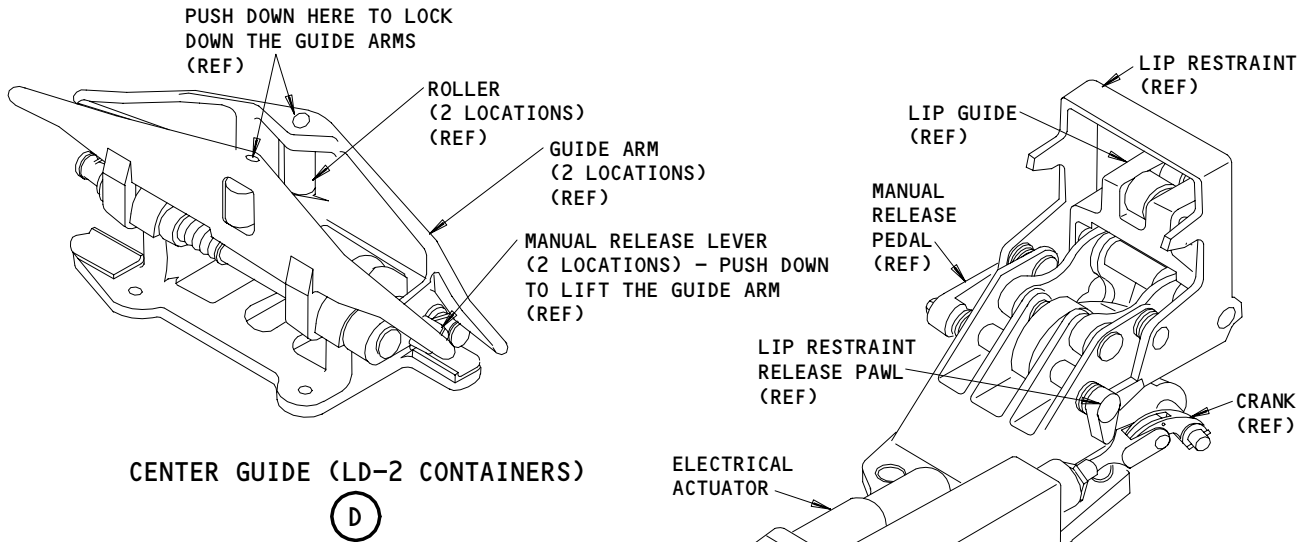 PUSH DOWN HERE TO LOCK
DOWN THE GUIDE ARMS
(REF)
ROLLER
(2 LOCATIONS)
(REF)
GUIDE ARM
(2 LOCATIONS)
(REF)
MANUAL RELEASE LEVER
(2 LOCATIONS) – PUSH DOWN
TO LIFT THE GUIDE ARM
(REF)
CENTER GUIDE (LD–2 CONTAINERS)
D
LIP RESTRAINT
(REF)
LIP GUIDE
(REF)
MANUAL
RELEASE
PEDAL
(REF)
LIP RESTRAINT
RELEASE PAWL
(REF)
CRANK
(REF)
ELECTRICAL
ACTUATOR